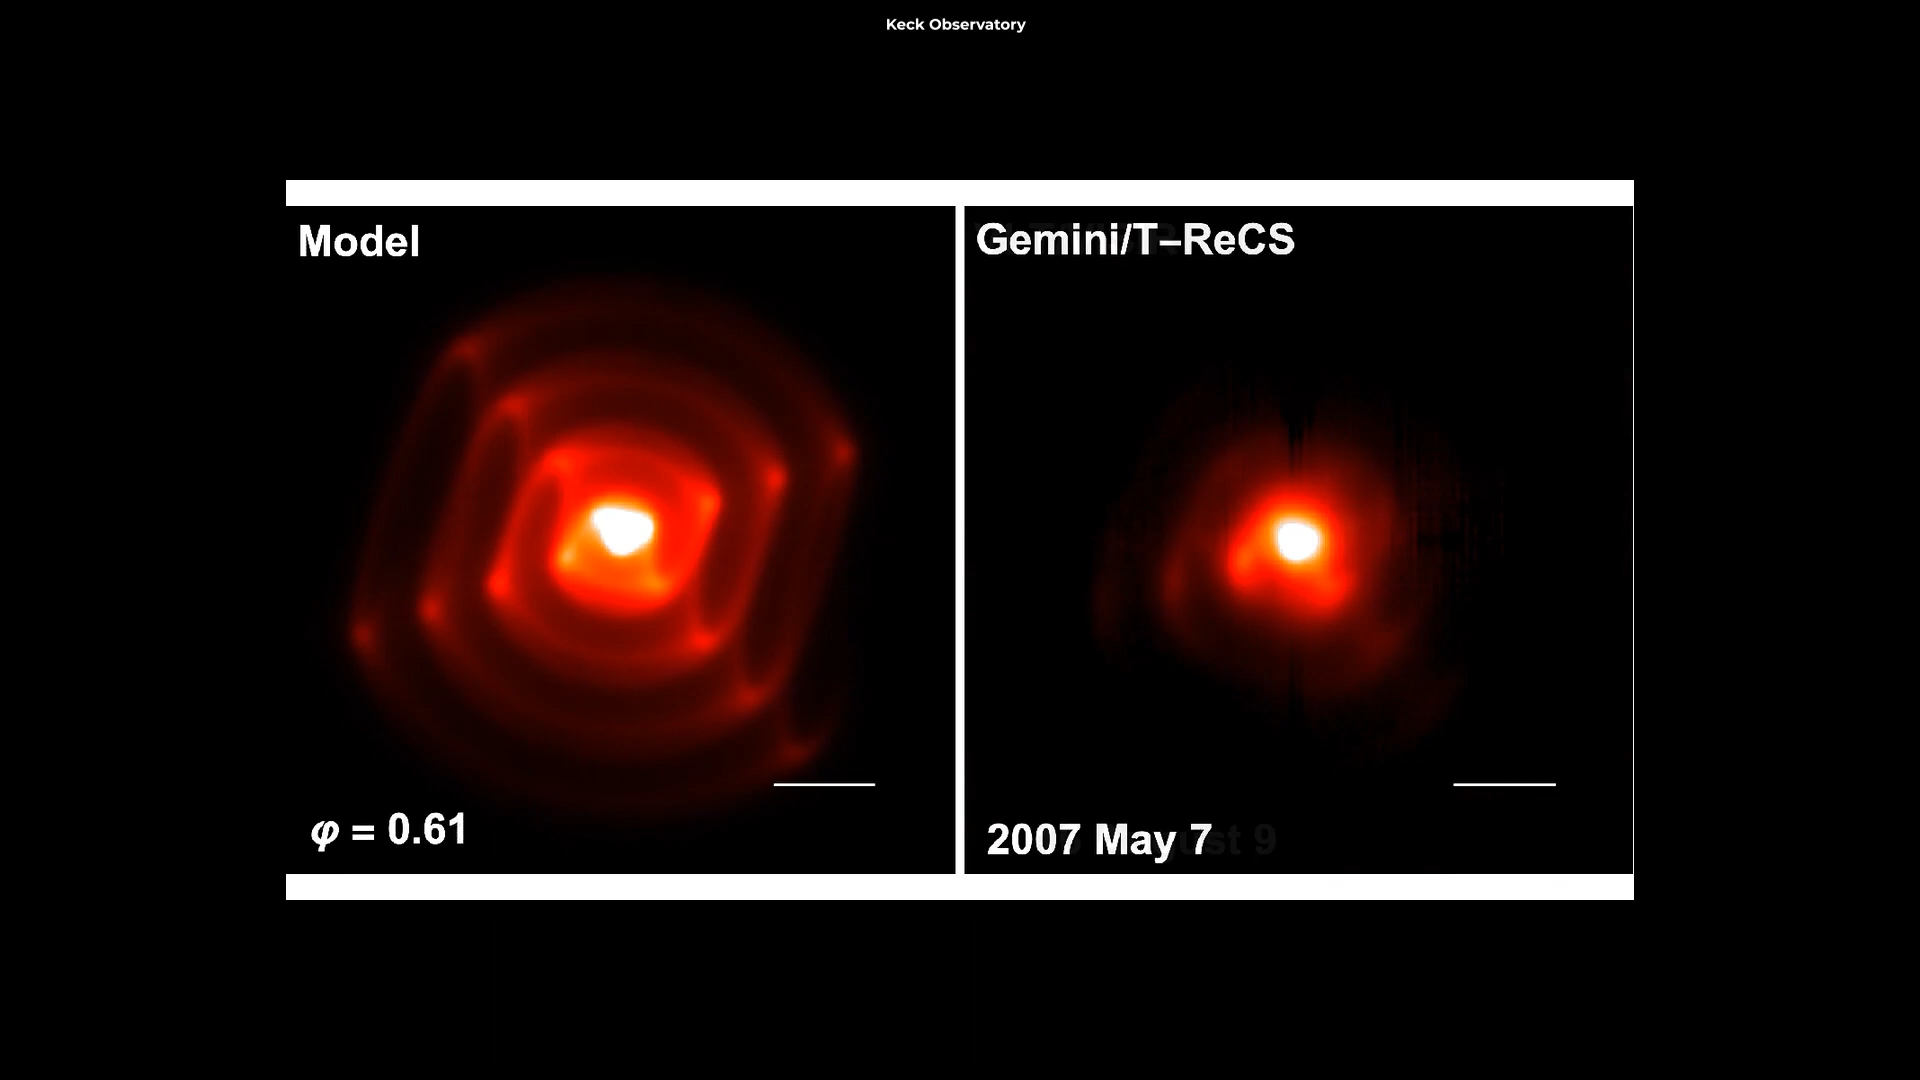 Keck Observatory
Model
Gemini/T–ReCS
φ = 0.61
2007 May 7